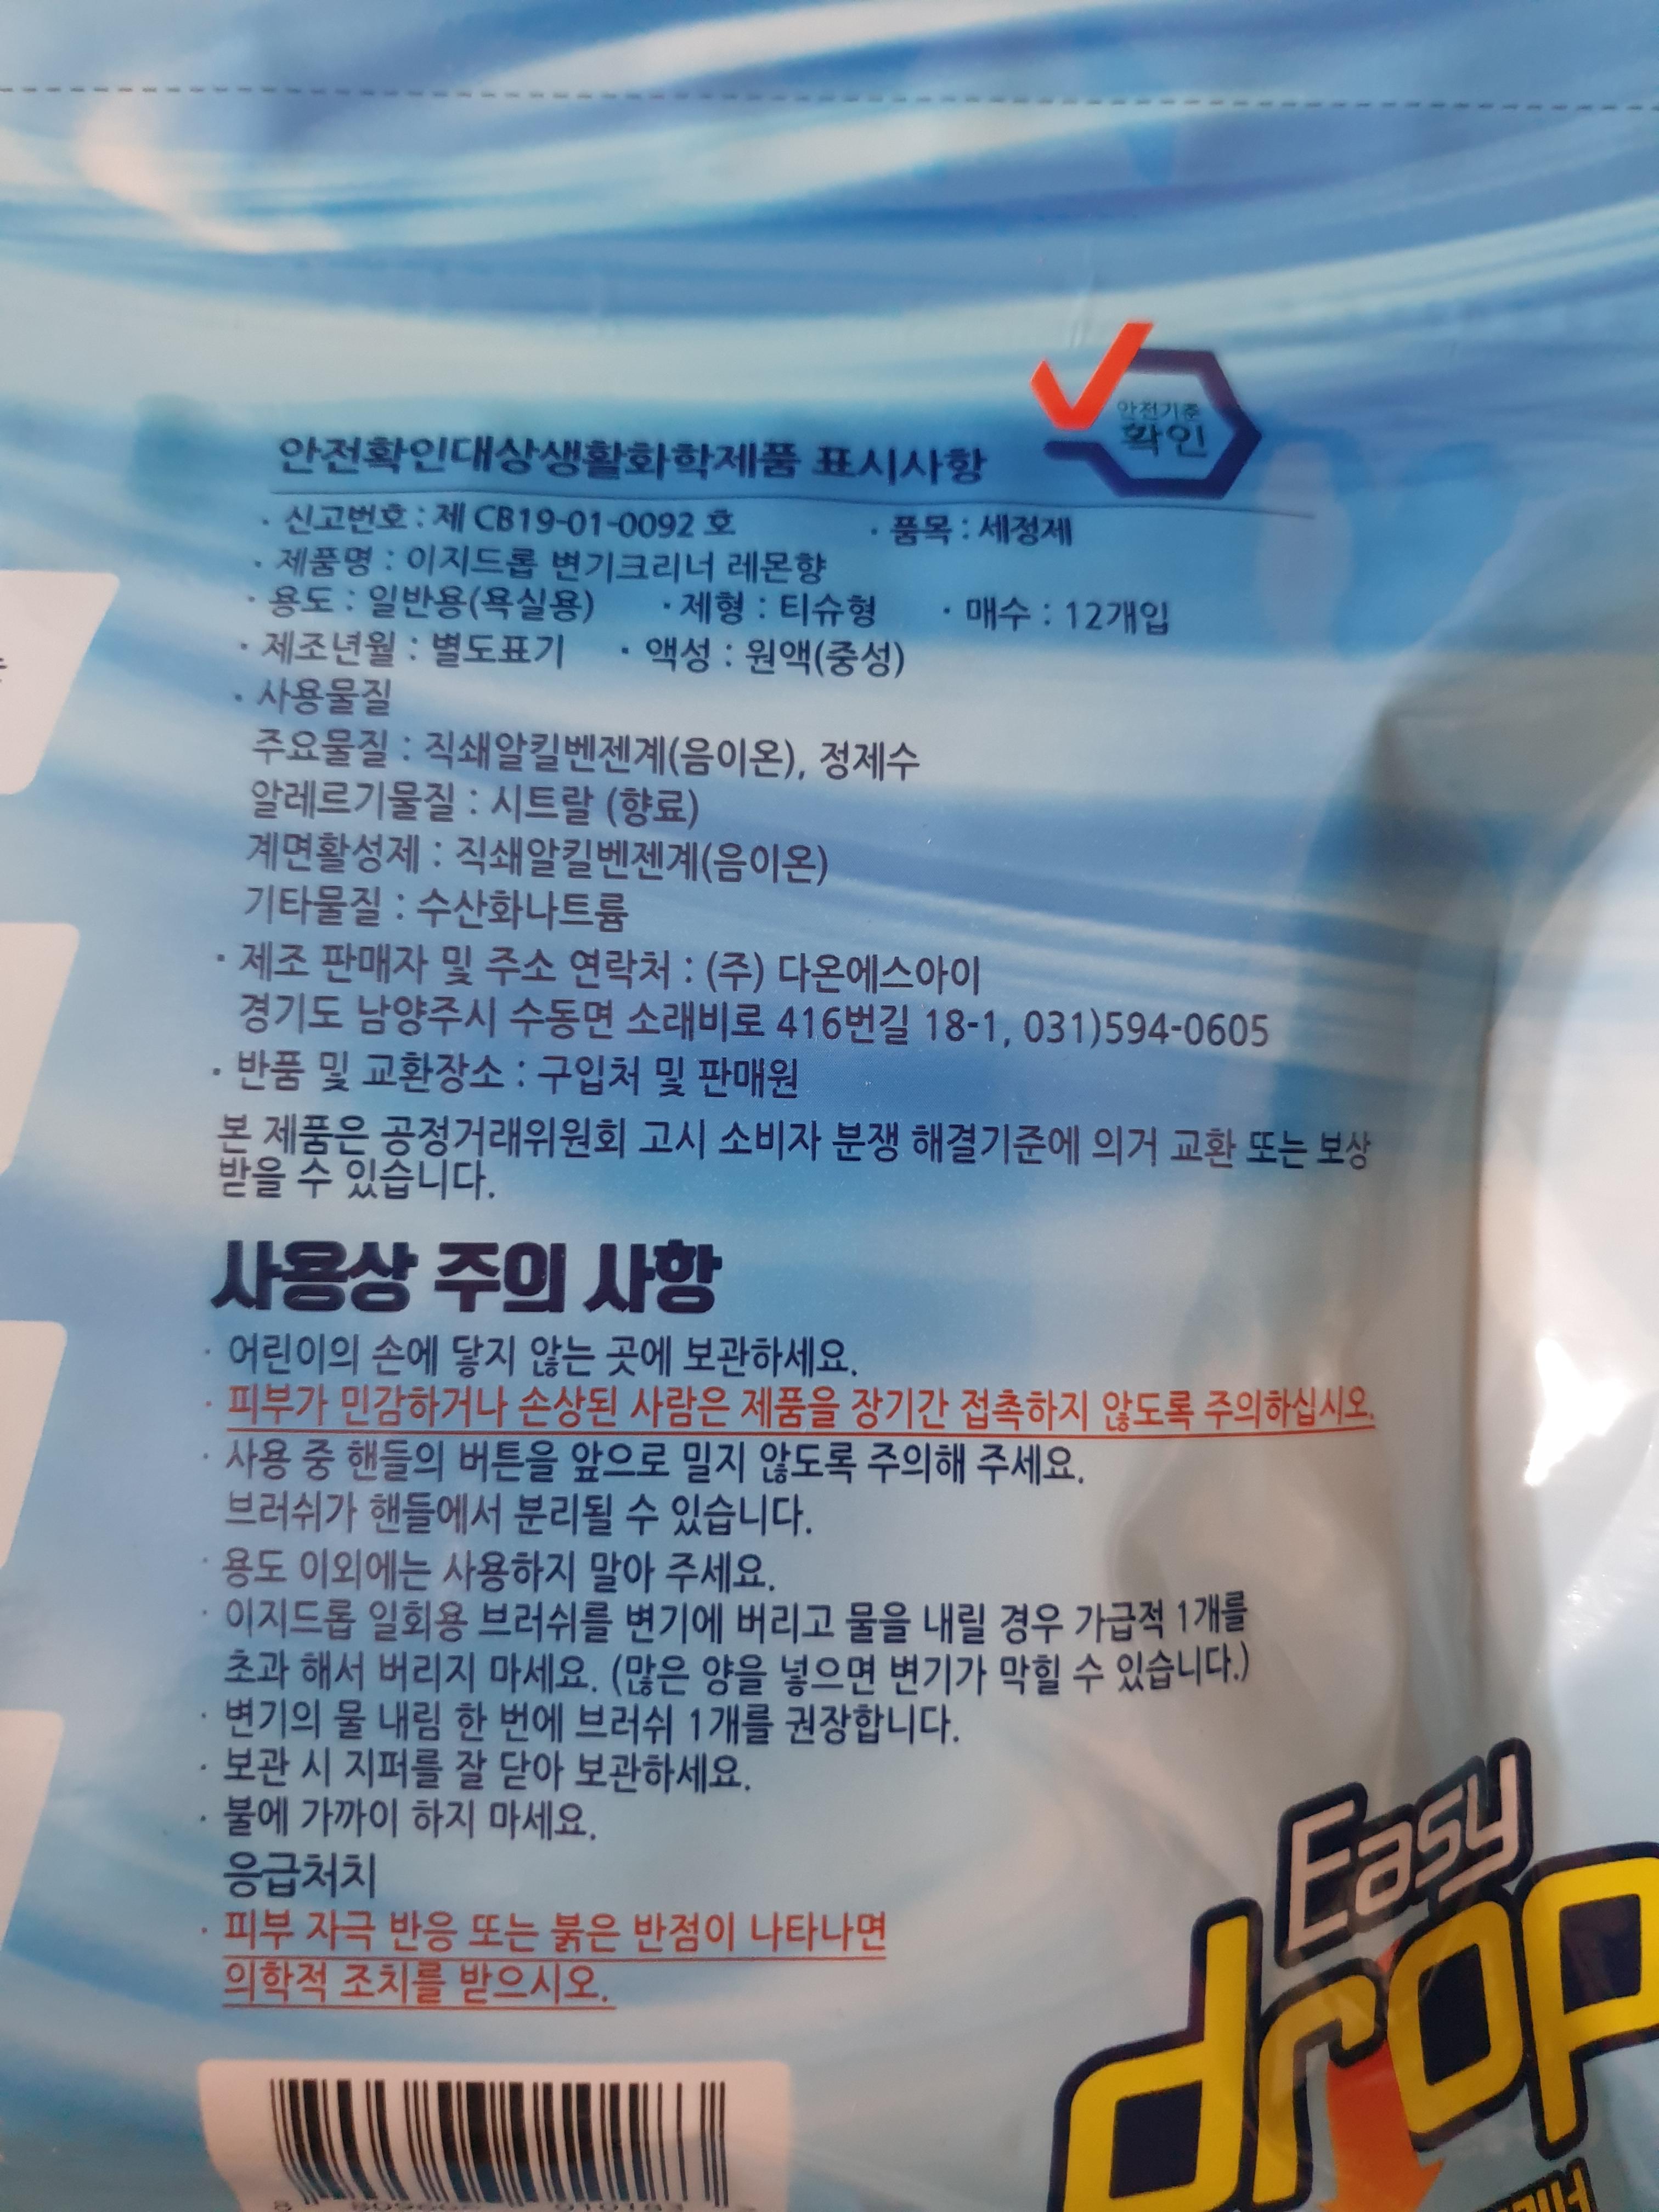 안전기준
확인
안전확인대상생활화학제품 표시사항
· 신고번호 : 제 CB19-01-0092 호 · 품목 : 세정제
· 제품명 : 이지드롭 변기크리너 레몬향
· 용도 : 일반용(욕실용) · 제형 : 티슈형 · 매수 : 12개입
· 제조년월 : 별도표기 · 액성 : 원액(중성)
· 사용물질
주요물질 : 직쇄알킬벤젠계(음이온), 정제수
알레르기물질 : 시트랄 (향료)
계면활성제 : 직쇄알킬벤젠계(음이온)
기타물질 : 수산화나트륨
· 제조 판매자 및 주소 연락처 : (주) 다온에스아이
경기도 남양주시 수동면 소래비로 416번길 18-1, 031)594-0605
· 반품 및 교환장소 : 구입처 및 판매원
본 제품은 공정거래위원회 고시 소비자 분쟁 해결기준에 의거 교환 또는 보상
받을 수 있습니다.
사용상 주의 사항
· 어린이의 손에 닿지 않는 곳에 보관하세요.
· 피부가 민감하거나 손상된 사람은 제품을 장기간 접촉하지 않도록 주의하십시오.
· 사용 중 핸들의 버튼을 앞으로 밀지 않도록 주의해 주세요.
브러쉬가 핸들에서 분리될 수 있습니다.
· 용도 이외에는 사용하지 말아 주세요.
· 이지드롭 일회용 브러쉬를 변기에 버리고 물을 내릴 경우 가급적 1개를
초과 해서 버리지 마세요. (많은 양을 넣으면 변기가 막힐 수 있습니다.)
· 변기의 물 내림 한 번에 브러쉬 1개를 권장합니다.
· 보관 시 지퍼를 잘 닫아 보관하세요.
· 불에 가까이 하지 마세요.
응급처치
· 피부 자극 반응 또는 붉은 반점이 나타나면
의학적 조치를 받으시오.
Easy
drop